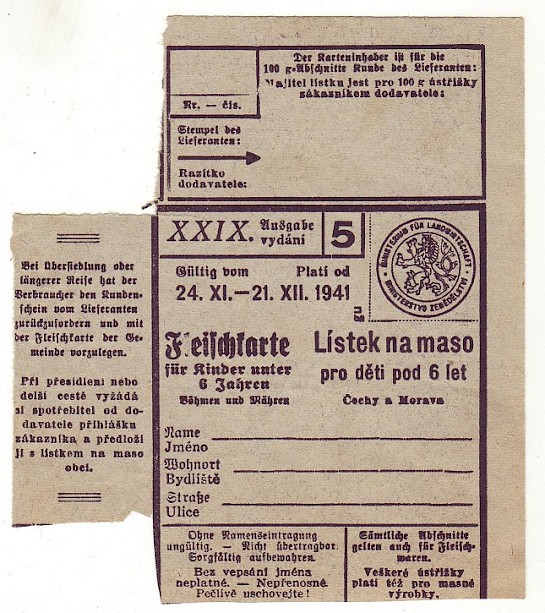 Der Karteninhaber ist für die
100 g-Abschnitte Kunde des Lieferanten:
Majitel lístku jest pro 100 g ústřižky
zákazníkem dodavatele:
Nr. — čís.
Stempel des
Lieferanten:
Razítko
dodavatele:
XXIX. Ausgabe
vydání
5
MINISTERIUM FÜR LANDWIRTSCHAFT
MINISTERSTVO ZEMĚDĚLSTVÍ
Gültig vom Platí od
24. XI.—21. XII. 1941
Fleischkarte
für Kinder unter
6 Jahren
Böhmen und Mähren
Lístek na maso
pro děti pod 6 let
Čechy a Morava
Name
Jméno
Wohnort
Bydliště
Straße
Ulice
Ohne Namenseintragung
ungültig. — Nicht übertragbar.
Sorgfältig aufbewahren.
Bez vepsání jména
neplatné. — Nepřenosné.
Pečlivě uschovejte!
Sämtliche Abschnitte
gelten auch für Fleisch-
waren.
Veškeré ústřižky
platí též pro masné
výrobky.
Bei Übersiedlung oder
längerer Reise hat der
Verbraucher den Kunden-
schein vom Lieferanten
zurückzufordern und mit
der Fleischkarte der Ge-
meinde vorzulegen.
Při přesídlení nebo
delší cestě vyžádá
si spotřebitel od do-
davatele přihlášku
zákazníka a předloží
ji s lístkem na maso
obci.